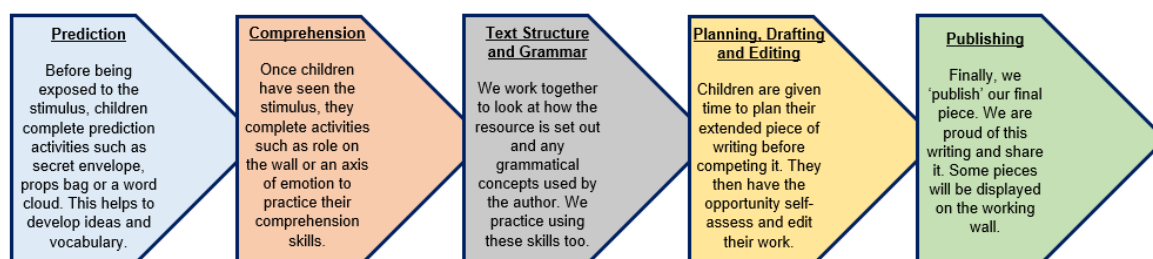 Prediction
Before being
exposed to the
stimulus, children
complete prediction
activities such as
secret envelope,
props bag or a word
cloud. This helps to
develop ideas and
vocabulary.
Comprehension
Once children
have seen the
stimulus, they
complete activities
such as role on
the wall or an axis
of emotion to
practice their
comprehension
skills.
Text Structure
and Grammar
We work together
to look at how the
resource is set out
and any
grammatical
concepts used by
the author. We
practice using
these skills too.
Planning, Drafting
and Editing
Children are given
time to plan their
extended piece of
writing before
competing it. They
then have the
opportunity self-
assess and edit
their work.
Publishing
Finally, we
‘publish’ our final
piece. We are
proud of this
writing and share
it. Some pieces
will be displayed
on the working
wall.